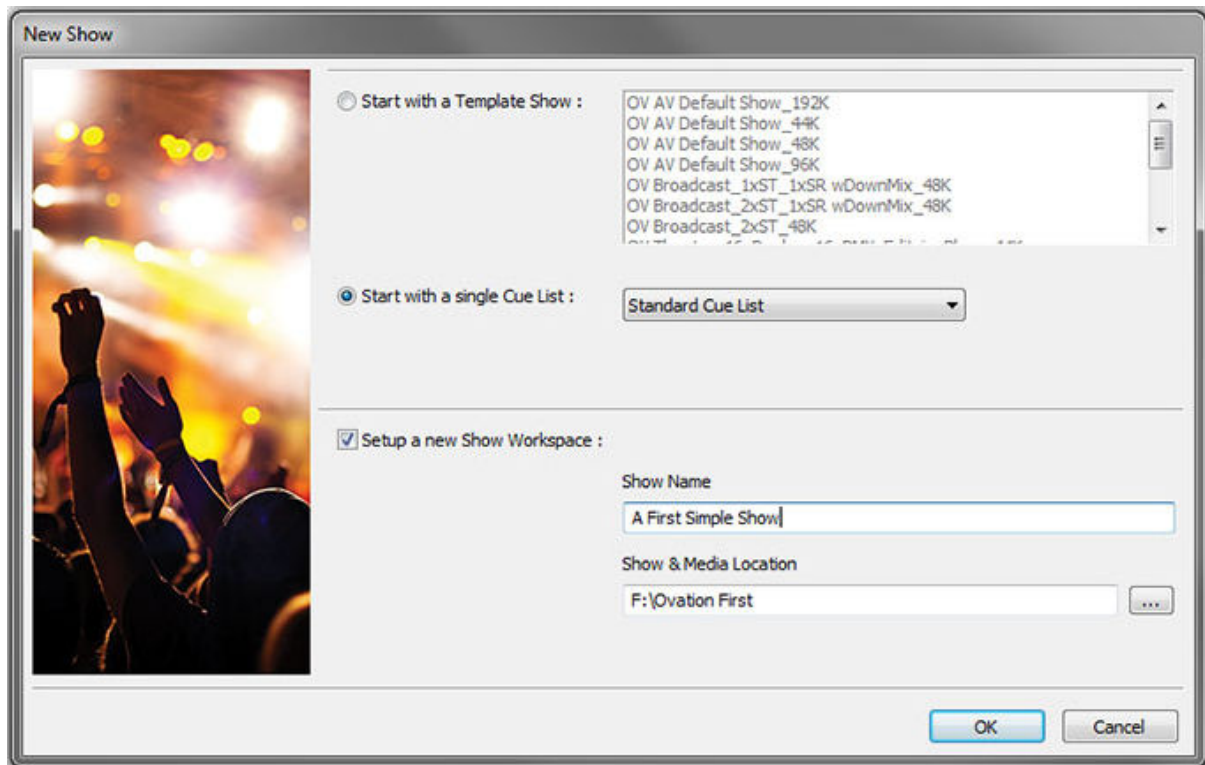 New Show
Start with a Template Show :
OV AV Default Show_192K
OV AV Default Show_44K
OV AV Default Show_48K
OV AV Default Show_96K
OV Broadcast_1xST_1xSR wDownMix_48K
OV Broadcast_2xST_1xSR wDownMix_48K
OV Broadcast_2xST_48K
Start with a single Cue List :
Standard Cue List
Setup a new Show Workspace :
Show Name
A First Simple Show
Show & Media Location
F:\Ovation First
...
OK Cancel